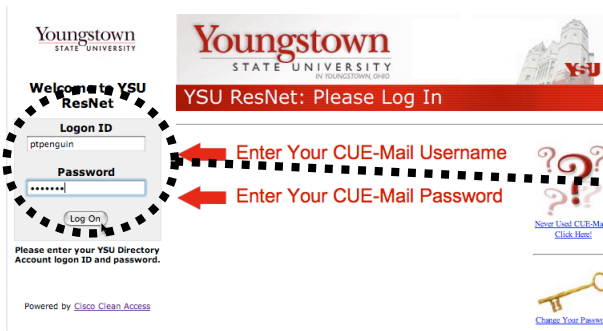 Youngstown
STATE UNIVERSITY
Welcome to YSU
ResNet
Logon ID
ptpenguin
Password
•••••••
Log On
Please enter your YSU Directory
Account logon ID and password.
Powered by Cisco Clean Access
Youngstown
STATE UNIVERSITY
IN YOUNGSTOWN, OHIO
YSU
YSU ResNet: Please Log In
Enter Your CUE-Mail Username
Enter Your CUE-Mail Password
Never Used CUE-Ma
Click Here!
Change Your Passwo